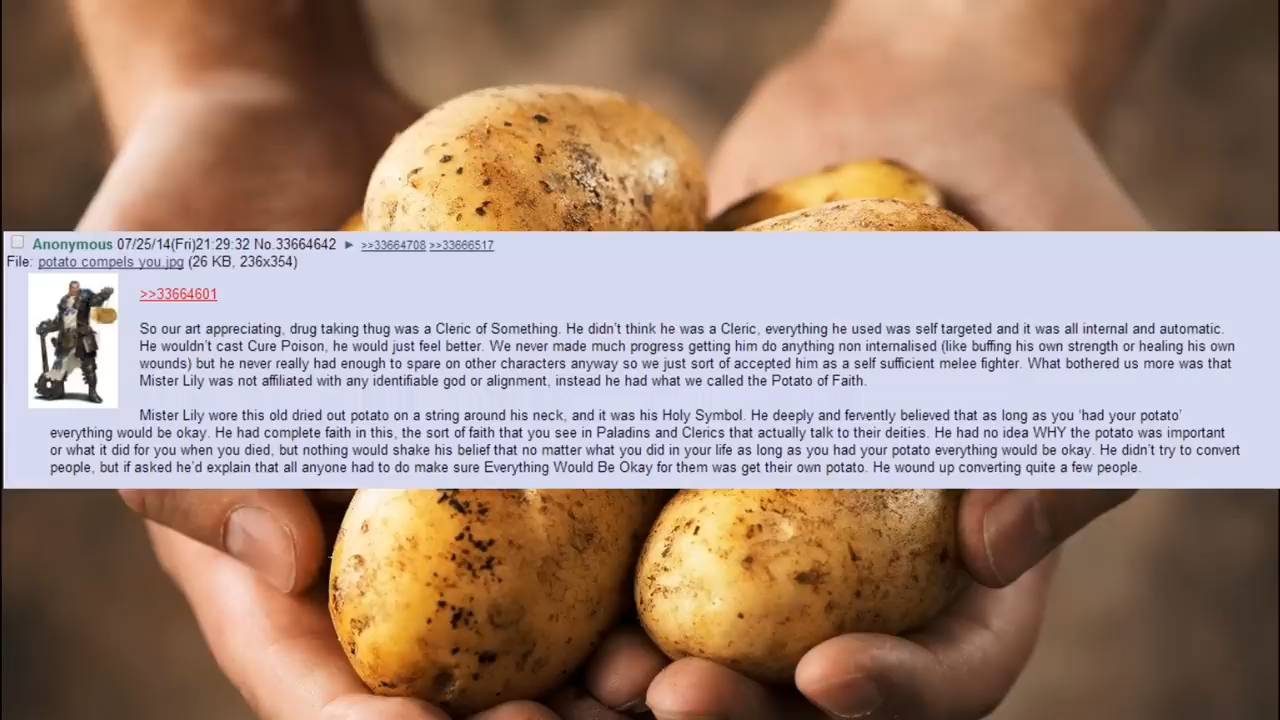 Anonymous 07/25/14(Fri)21:29:32 No.33664642 ► >>33664708 >>33666517
File: potato compels you.jpg (26 KB, 236x354)
>>33664601
So our art appreciating, drug taking thug was a Cleric of Something. He didn't think he was a Cleric, everything he used was self targeted and it was all internal and automatic.
He wouldn't cast Cure Poison, he would just feel better. We never made much progress getting him do anything non internalised (like buffing his own strength or healing his own
wounds) but he never really had enough to spare on other characters anyway so we just sort of accepted him as a self sufficient melee fighter. What bothered us more was that
Mister Lily was not affiliated with any identifiable god or alignment, instead he had what we called the Potato of Faith.
Mister Lily wore this old dried out potato on a string around his neck, and it was his Holy Symbol. He deeply and fervently believed that as long as you 'had your potato'
everything would be okay. He had complete faith in this, the sort of faith that you see in Paladins and Clerics that actually talk to their deities. He had no idea WHY the potato was important
or what it did for you when you died, but nothing would shake his belief that no matter what you did in your life as long as you had your potato everything would be okay. He didn't try to convert
people, but if asked he'd explain that all anyone had to do make sure Everything Would Be Okay for them was get their own potato. He wound up converting quite a few people.